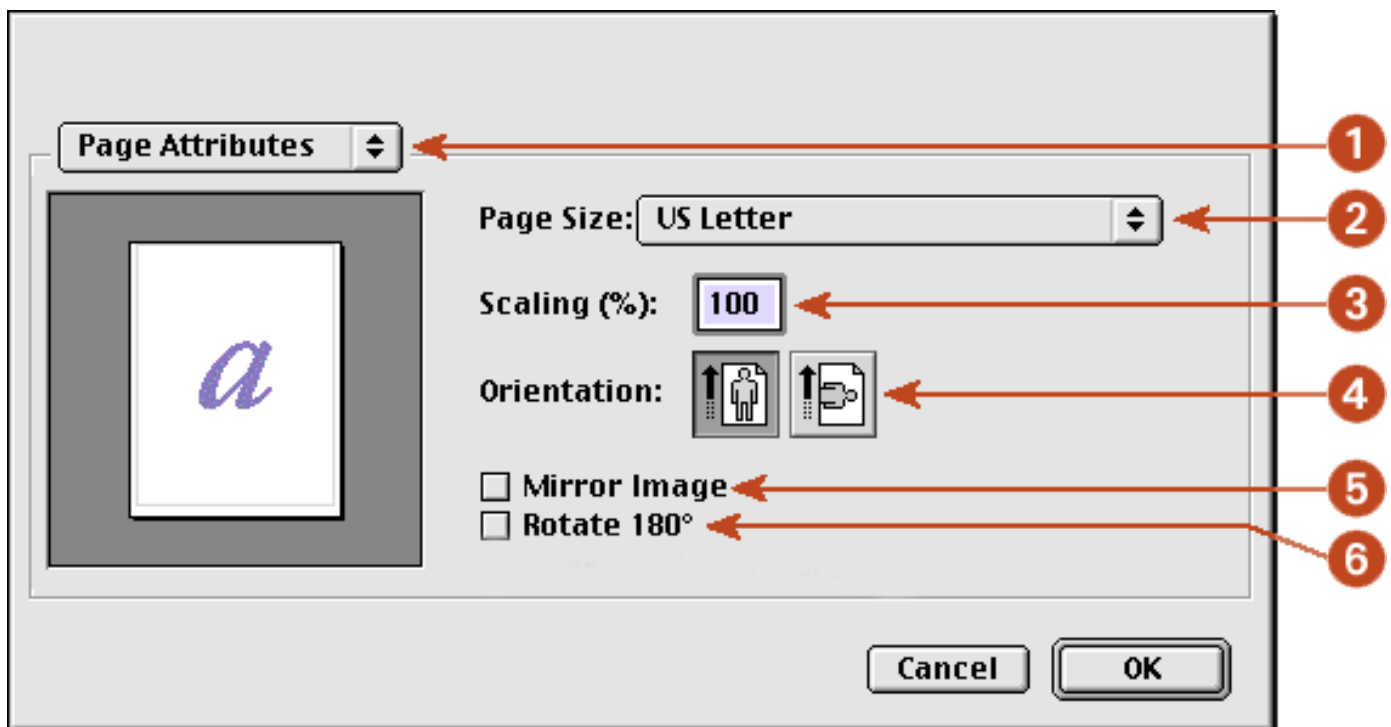 Page Attributes
1
Page Size: US Letter
2
a
Scaling (%): 100
3
Orientation:
4
Mirror Image
5
Rotate 180°
6
Cancel
OK